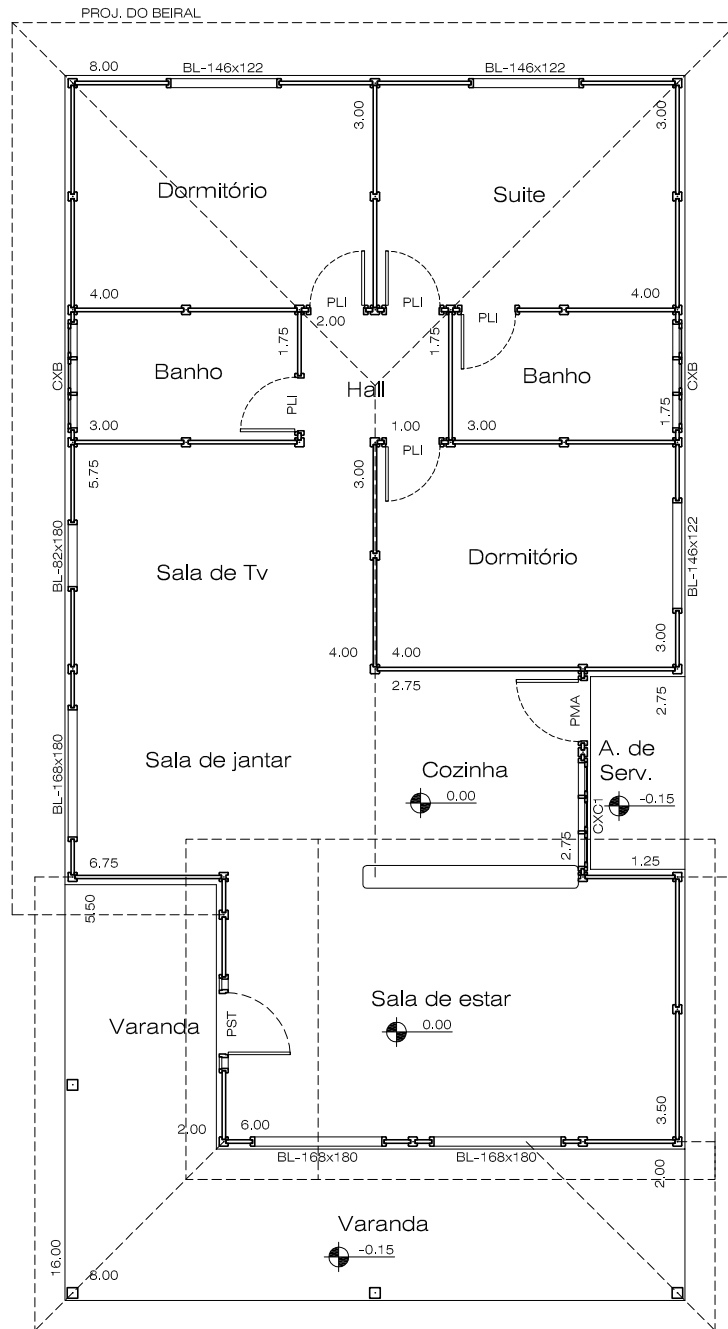 PROJ. DO BEIRAL
8.00
BL-146x122
BL-146x122
3.00
3.00
Dormitório
Suite
4.00
PLI
PLI
4.00
2.00
PLI
1.75
1.75
CXB
Banho
Hall
Banho
CXB
PLI
1.75
3.00
1.00
3.00
PLI
5.75
3.00
BL-82x180
Sala de Tv
Dormitório
BL-146x122
4.00
4.00
3.00
2.75
2.75
PMA
BL-168x180
Sala de jantar
Cozinha
A. de
Serv.
0.00
-0.15
CXC1
2.75
6.75
1.25
5.50
Sala de estar
Varanda
PST
0.00
3.50
2.00
6.00
BL-168x180
BL-168x180
2.00
Varanda
-0.15
16.00
8.00